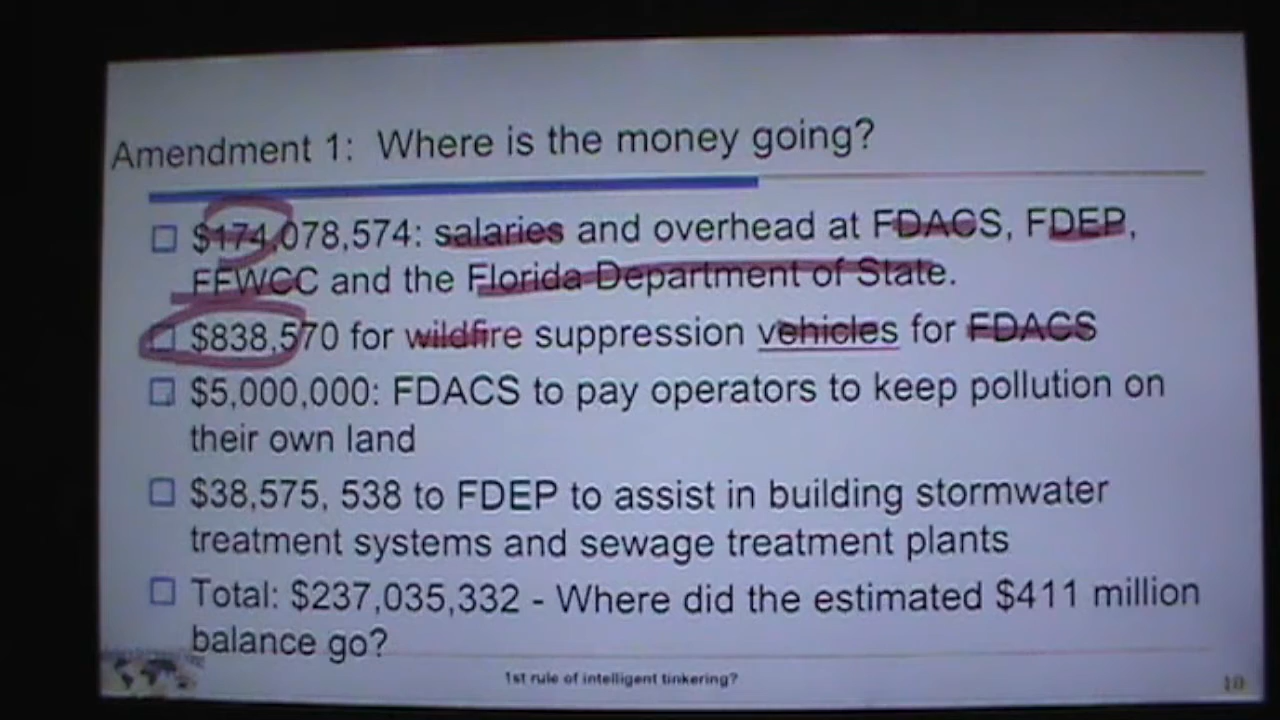 Amendment 1: Where is the money going?
$174,078,574: salaries and overhead at FDACS, FDEP,
FFWCC and the Florida Department of State.
$838,570 for wildfire suppression vehicles for FDACS
$5,000,000: FDACS to pay operators to keep pollution on
their own land
$38,575, 538 to FDEP to assist in building stormwater
treatment systems and sewage treatment plants
Total: $237,035,332 - Where did the estimated $411 million
balance go?
1st rule of intelligent tinkering?
10